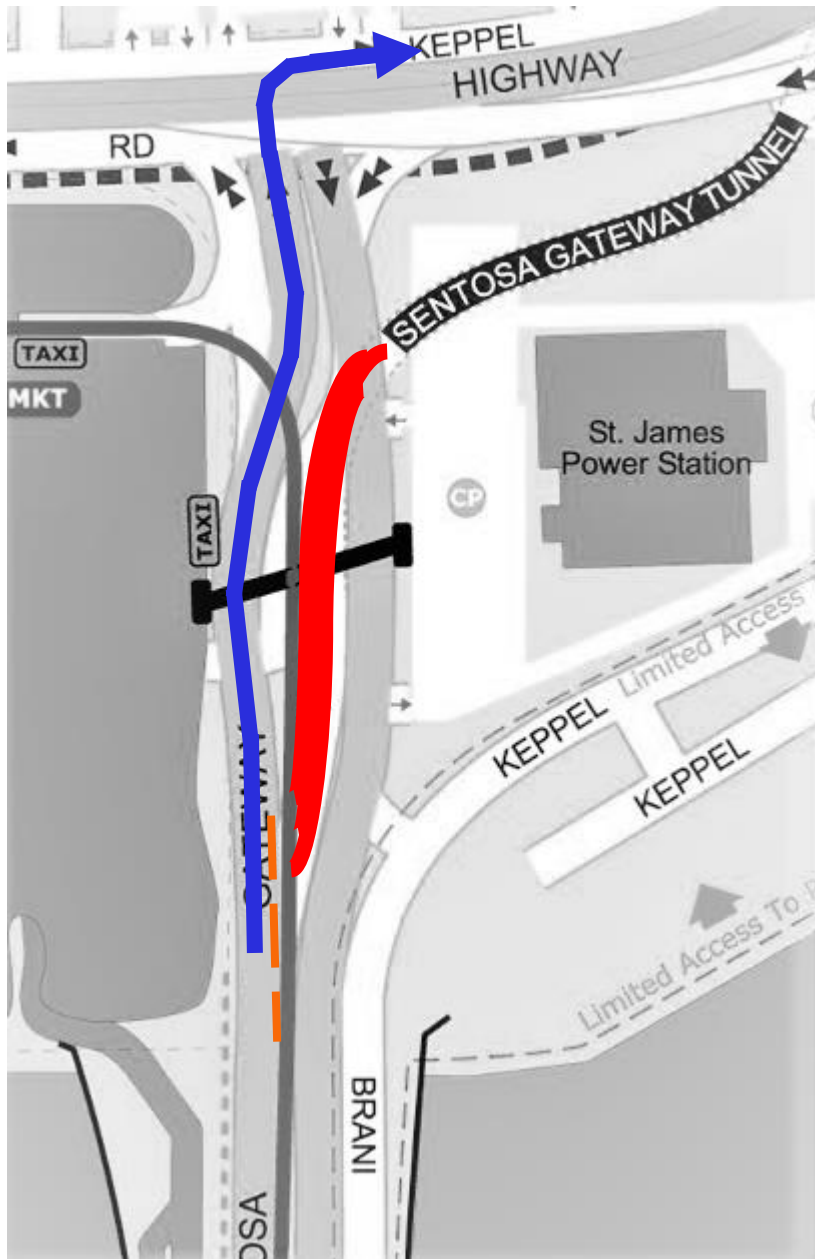 KEPPEL
HIGHWAY
RD
SENTOSA GATEWAY TUNNEL
TAXI
MKT
St. James
Power Station
CP
TAXI
Limited Access
KEPPEL
KEPPEL
GATEWAY
Limited Access To
BRANI
OSA